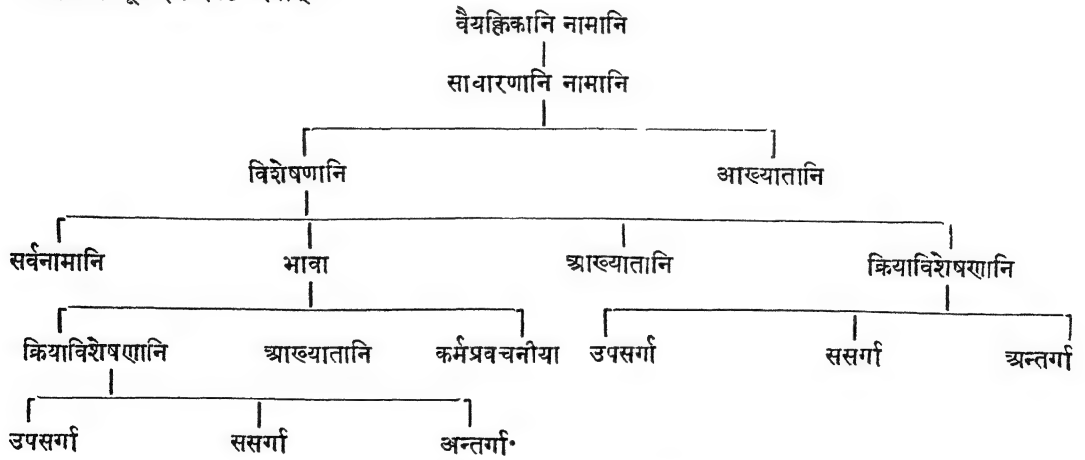 वैयक्तिकानि नामानि
साधारणानि नामानि
विशेषणानि आख्यातानि
सर्वनामानि भावा आख्यातानि क्रियाविशेषणानि
क्रियाविशेषणानि आख्यातानि कर्मप्रवचनीया उपसर्गा ससर्गा अन्तर्गा
उपसर्गा ससर्गा अन्तर्गा॰